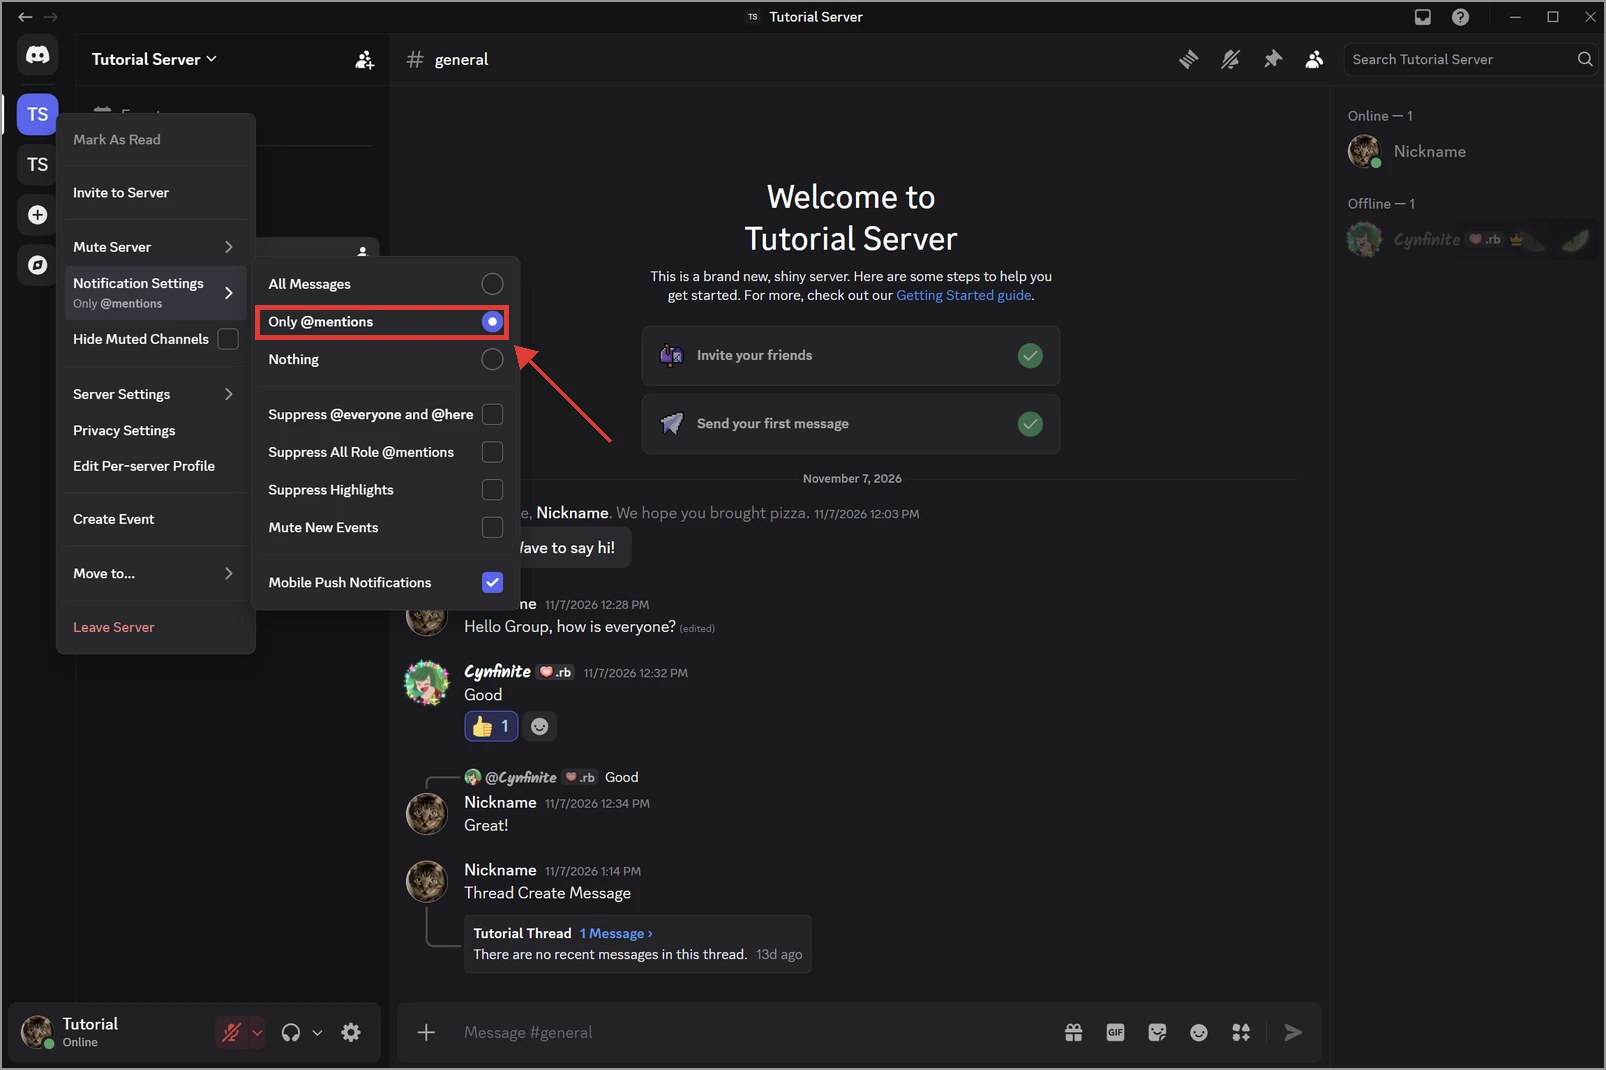 TS Tutorial Server
Tutorial Server
general
Search Tutorial Server
TS
TS
Mark As Read
Invite to Server
Mute Server
Notification Settings
Only @mentions
Hide Muted Channels
Server Settings
Privacy Settings
Edit Per-server Profile
Create Event
Move to...
Leave Server
All Messages
Only @mentions
Nothing
Suppress @everyone and @here
Suppress All Role @mentions
Suppress Highlights
Mute New Events
Mobile Push Notifications
Welcome to
Tutorial Server
This is a brand new, shiny server. Here are some steps to help you
get started. For more, check out our Getting Started guide.
Invite your friends
Send your first message
November 7, 2026
e, Nickname. We hope you brought pizza. 11/7/2026 12:03 PM
ave to say hi!
me 11/7/2026 12:28 PM
Hello Group, how is everyone? (edited)
Cynfinite .rb 11/7/2026 12:32 PM
Good
1
@Cynfinite .rb Good
Nickname 11/7/2026 12:34 PM
Great!
Nickname 11/7/2026 1:14 PM
Thread Create Message
Tutorial Thread 1 Message ›
There are no recent messages in this thread. 13d ago
Message #general
GIF
Online — 1
Nickname
Offline — 1
Cynfinite .rb
Tutorial
Online